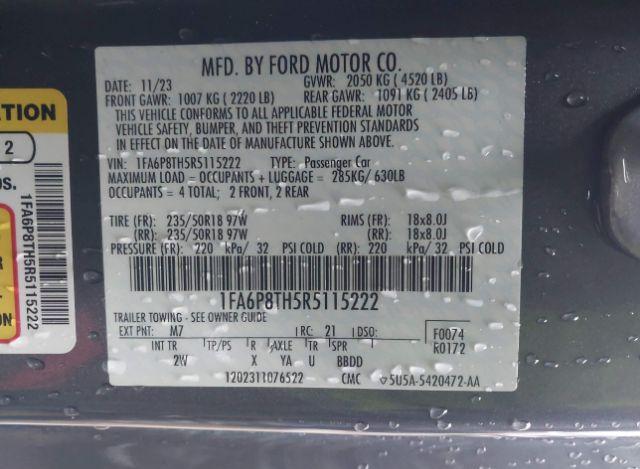 MFD. BY FORD MOTOR CO.
DATE: 11/23 GVWR: 2050 KG ( 4520 LB)
FRONT GAWR: 1007 KG ( 2220 LB) REAR GAWR: 1091 KG ( 2405 LB)
THIS VEHICLE CONFORMS TO ALL APPLICABLE FEDERAL MOTOR
VEHICLE SAFETY, BUMPER, AND THEFT PREVENTION STANDARDS
IN EFFECT ON THE DATE OF MANUFACTURE SHOWN ABOVE.
VIN: 1FA6P8TH5R5115222 TYPE: Passenger Car
MAXIMUM LOAD = OCCUPANTS + LUGGAGE = 285KG/ 630LB
OCCUPANTS = 4 TOTAL; 2 FRONT, 2 REAR
TIRE (FR): 235/50R18 97W RIMS (FR): 18x8.0J
(RR): 235/50R18 97W (RR): 18x8.0J
PRESSURE (FR): 220 kPa/ 32 PSI COLD (RR): 220 kPa/ 32 PSI COLD
1FA6P8TH5R5115222
TRAILER TOWING - SEE OWNER GUIDE
EXT PNT: M7 RC: 21 DSO: F0074
R0172
INT TR TP/PS R AXLE TR SPR
2W X YA U BBDD
1202311076522 CMC 5U5A-5420472-AA
2
1FA6P8TH5R5115222